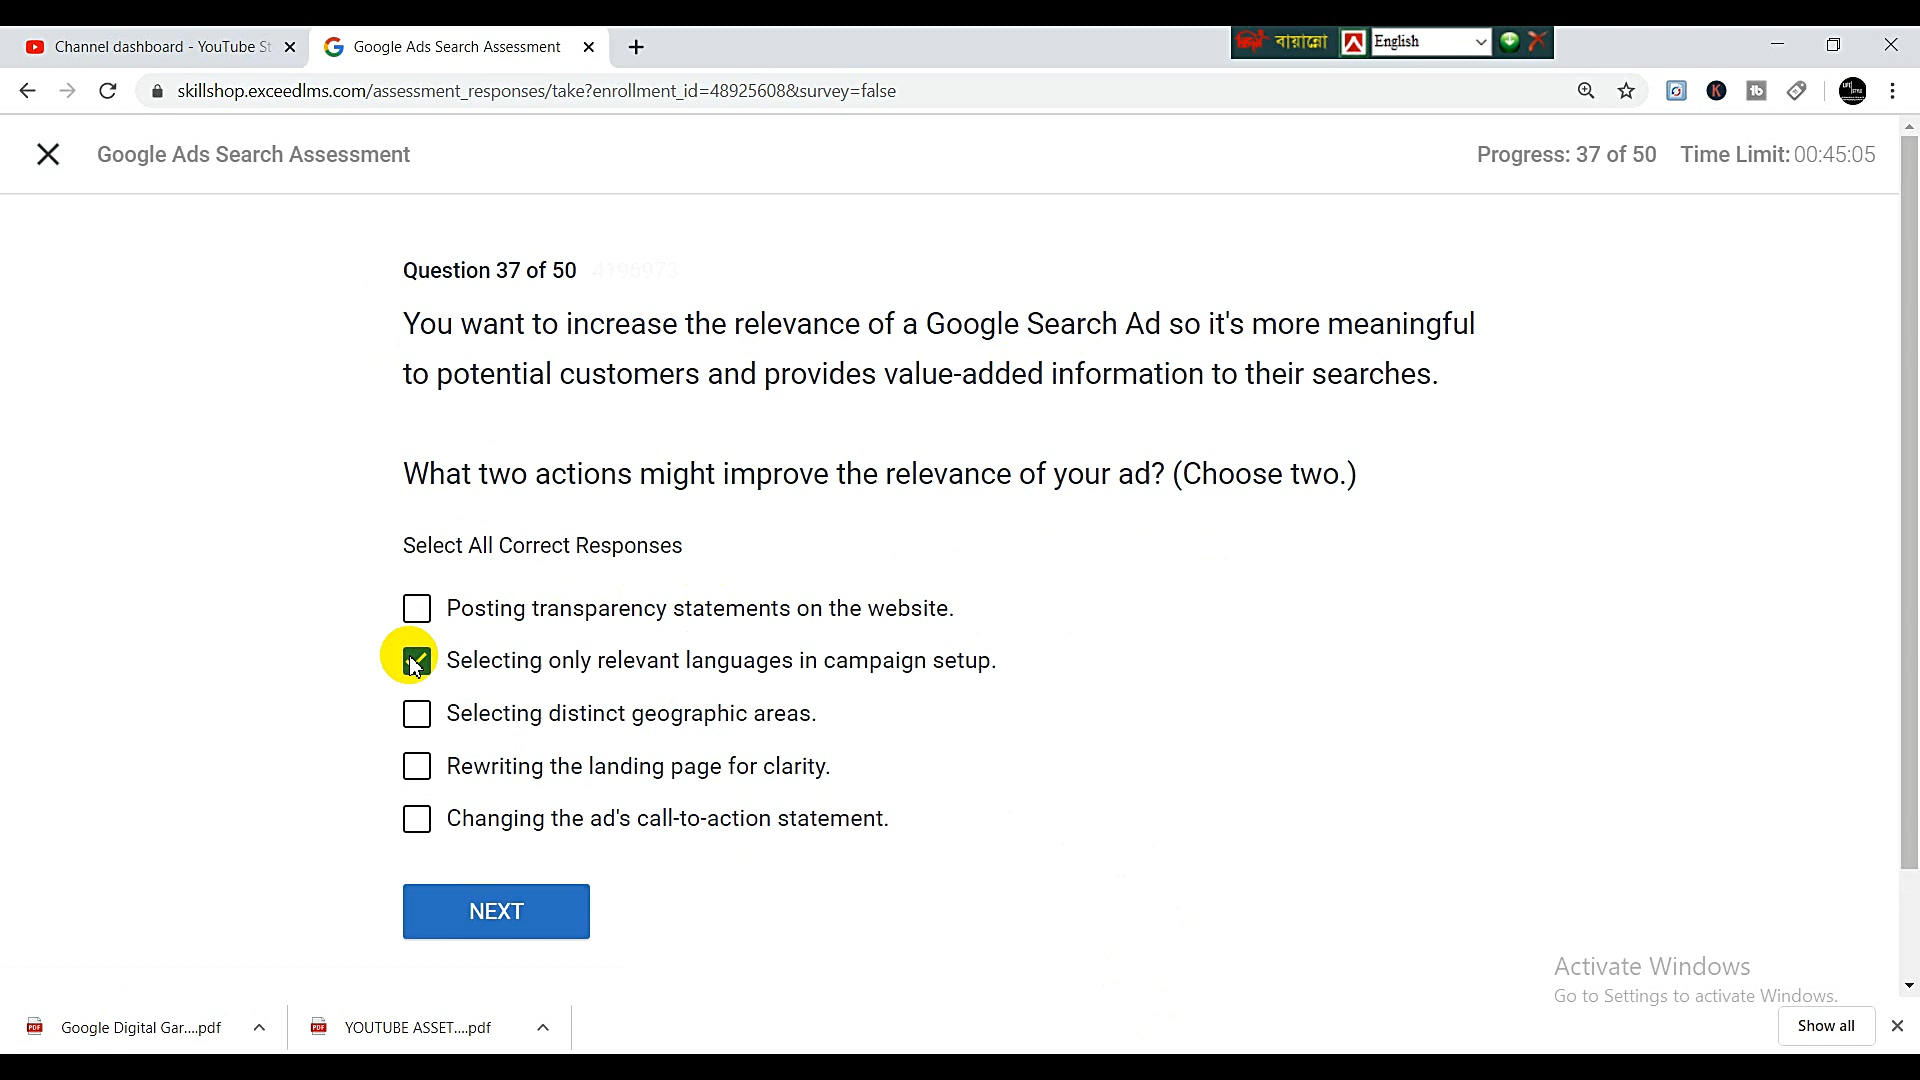 Channel dashboard - YouTube St
Google Ads Search Assessment
বায়ান্নো
English
skillshop.exceedlms.com/assessment_responses/take?enrollment_id=48925608&survey=false
Google Ads Search Assessment
Progress: 37 of 50 Time Limit: 00:45:05
Question 37 of 50 4196973
You want to increase the relevance of a Google Search Ad so it's more meaningful
to potential customers and provides value-added information to their searches.
What two actions might improve the relevance of your ad? (Choose two.)
Select All Correct Responses
Posting transparency statements on the website.
Selecting only relevant languages in campaign setup.
Selecting distinct geographic areas.
Rewriting the landing page for clarity.
Changing the ad's call-to-action statement.
NEXT
Activate Windows
Go to Settings to activate Windows.
Google Digital Gar....pdf
YOUTUBE ASSET....pdf
Show all